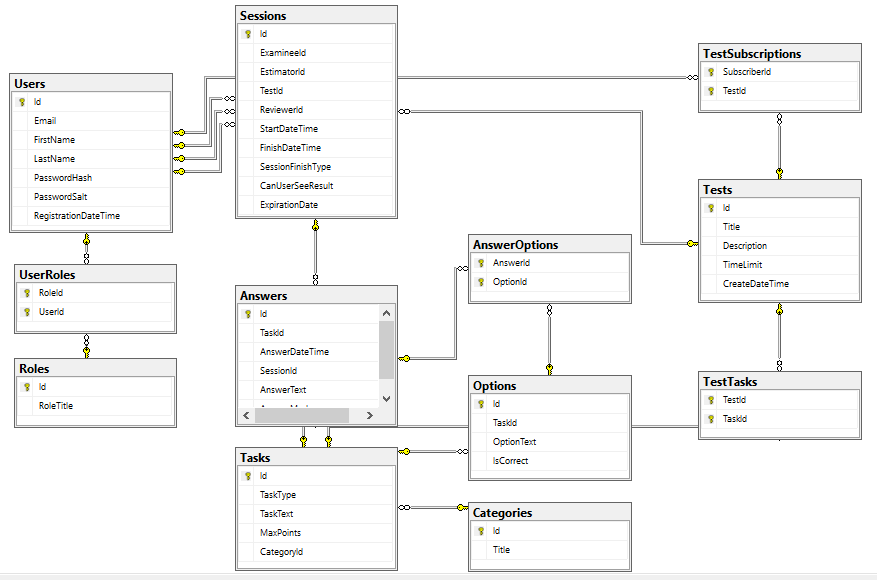 Sessions
Id
ExamineeId
EstimatorId
TestId
ReviewerId
StartDateTime
FinishDateTime
SessionFinishType
CanUserSeeResult
ExpirationDate
TestSubscriptions
SubscriberId
TestId
Users
Id
Email
FirstName
LastName
PasswordHash
PasswordSalt
RegistrationDateTime
Tests
Id
Title
Description
TimeLimit
CreateDateTime
AnswerOptions
AnswerId
OptionId
UserRoles
RoleId
UserId
Answers
Id
TaskId
AnswerDateTime
SessionId
AnswerText
Roles
Id
RoleTitle
Options
Id
TaskId
OptionText
IsCorrect
TestTasks
TestId
TaskId
Tasks
Id
TaskType
TaskText
MaxPoints
CategoryId
Categories
Id
Title